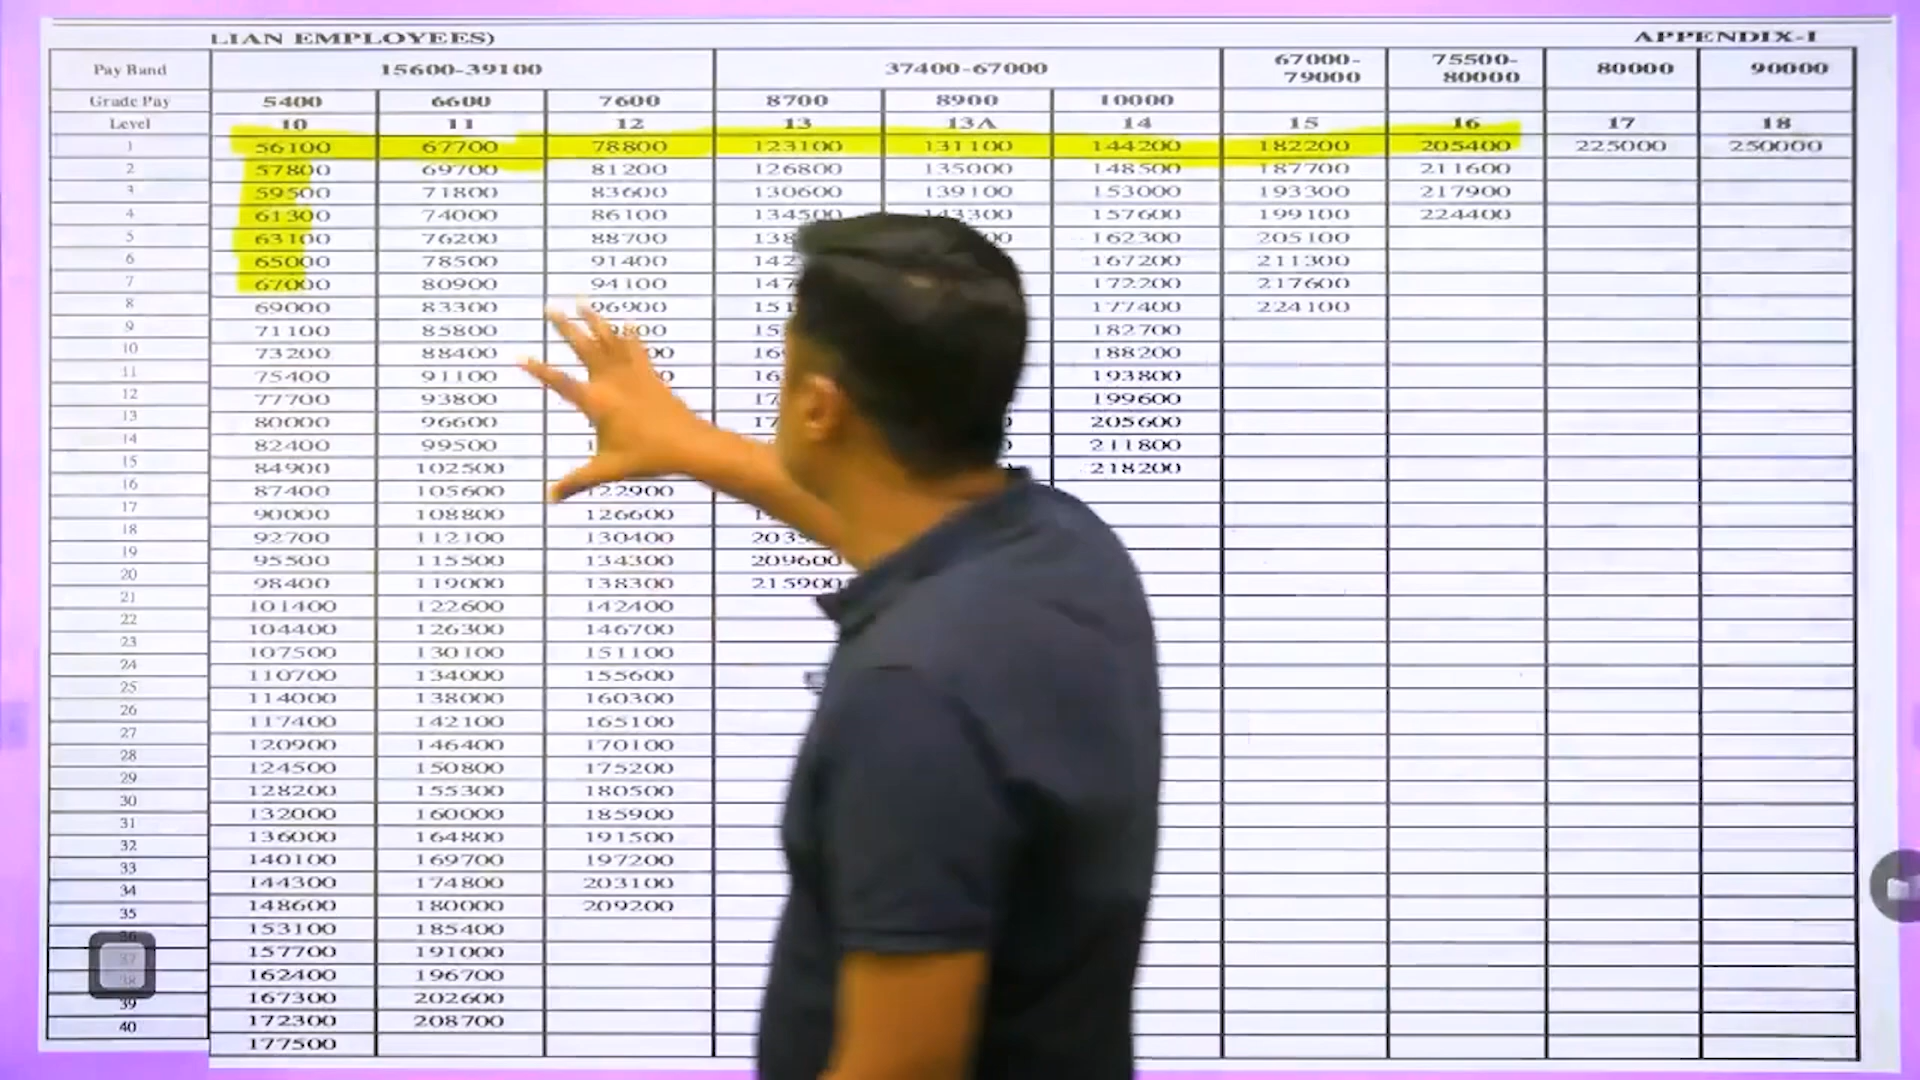 LIAN EMPLOYEES) APPENDIX-I
Pay Band 15600-39100 37400-67000 67000-79000 75500-80000 80000 90000
Grade Pay 5400 6600 7600 8700 8900 10000
Level 10 11 12 13 13A 14 15 16 17 18
1 56100 67700 78800 123100 131100 144200 182200 205400 225000 250000
2 57800 69700 81200 126800 135000 148500 187700 211600
3 59500 71800 83600 130600 139100 153000 193300 217900
4 61300 74000 86100 134500 143300 157600 199100 224400
5 63100 76200 88700 162300 205100
6 65000 78500 91400 167200 211300
7 67000 80900 94100 172200 217600
8 69000 83300 96900 177400 224100
9 71100 85800 182700
10 73200 88400 188200
11 75400 91100 193800
12 77700 93800 199600
13 80000 96600 205600
14 82400 99500 211800
15 84900 102500 218200
16 87400 105600 122900
17 90000 108800 126600
18 92700 112100 130400
19 95500 115500 134300 209600
20 98400 119000 138300 215900
21 101400 122600 142400
22 104400 126300 146700
23 107500 130100 151100
24 110700 134000 155600
25 114000 138000 160300
26 117400 142100 165100
27 120900 146400 170100
28 124500 150800 175200
29 128200 155300 180500
30 132000 160000 185900
31 136000 164800 191500
32 140100 169700 197200
33 144300 174800 203100
34 148600 180000 209200
35 153100 185400
36 157700 191000
37 162400 196700
38 167300 202600
39 172300 208700
40 177500